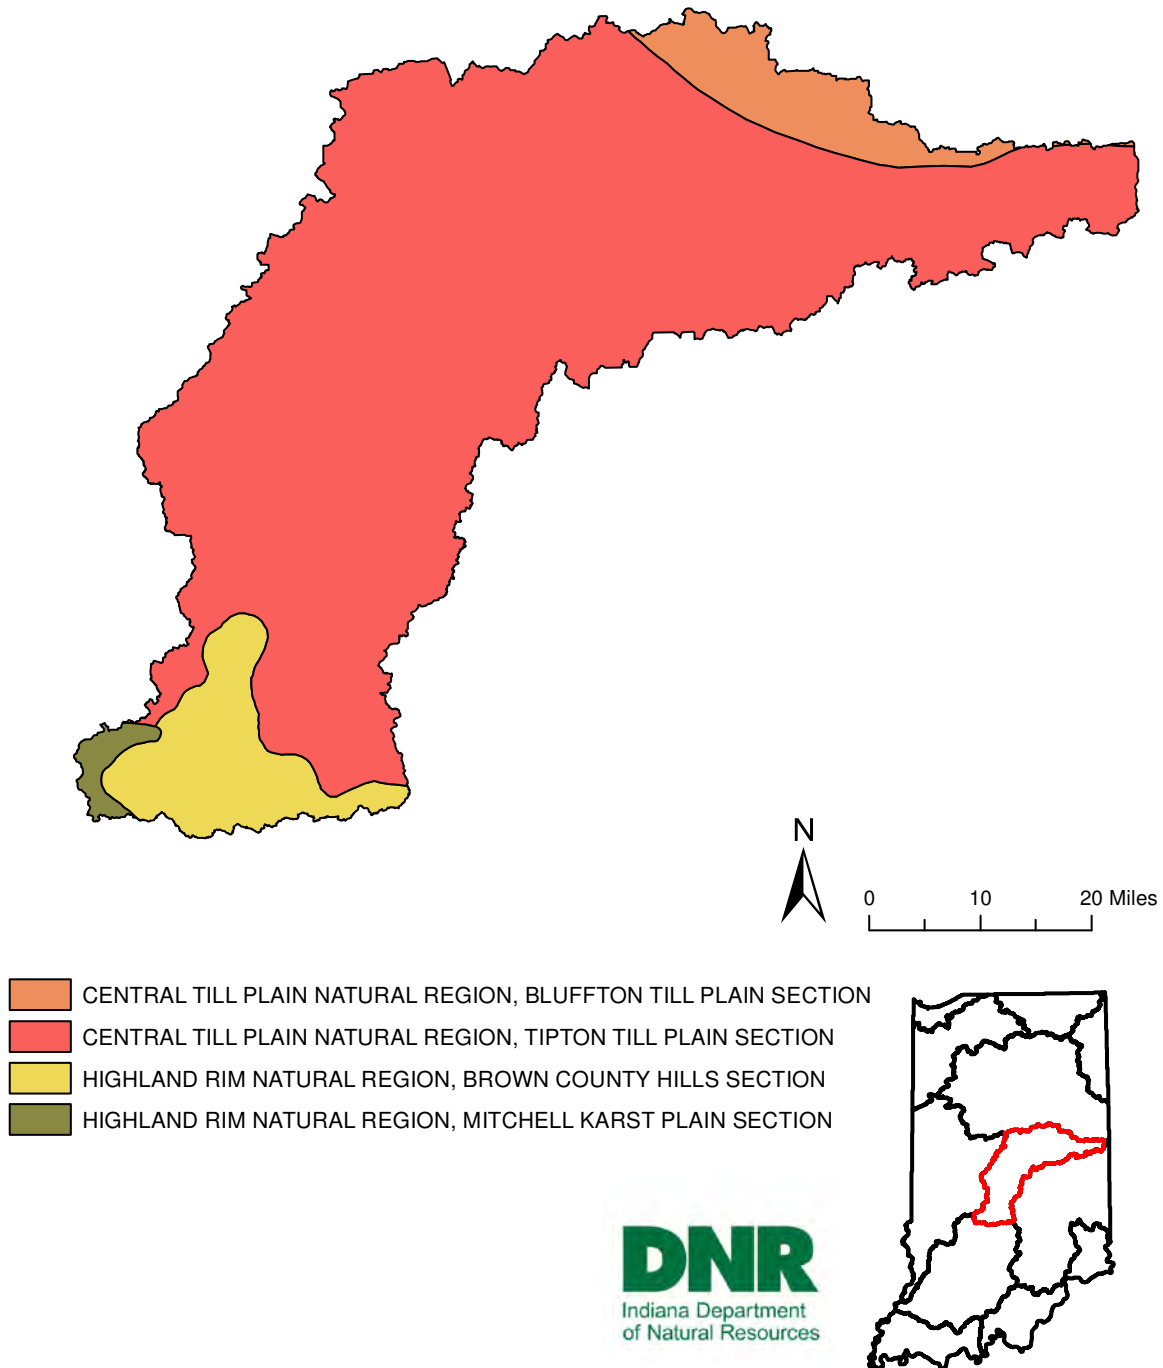 N
0 10 20 Miles
CENTRAL TILL PLAIN NATURAL REGION, BLUFFTON TILL PLAIN SECTION
CENTRAL TILL PLAIN NATURAL REGION, TIPTON TILL PLAIN SECTION
HIGHLAND RIM NATURAL REGION, BROWN COUNTY HILLS SECTION
HIGHLAND RIM NATURAL REGION, MITCHELL KARST PLAIN SECTION
DNR
Indiana Department
of Natural Resources